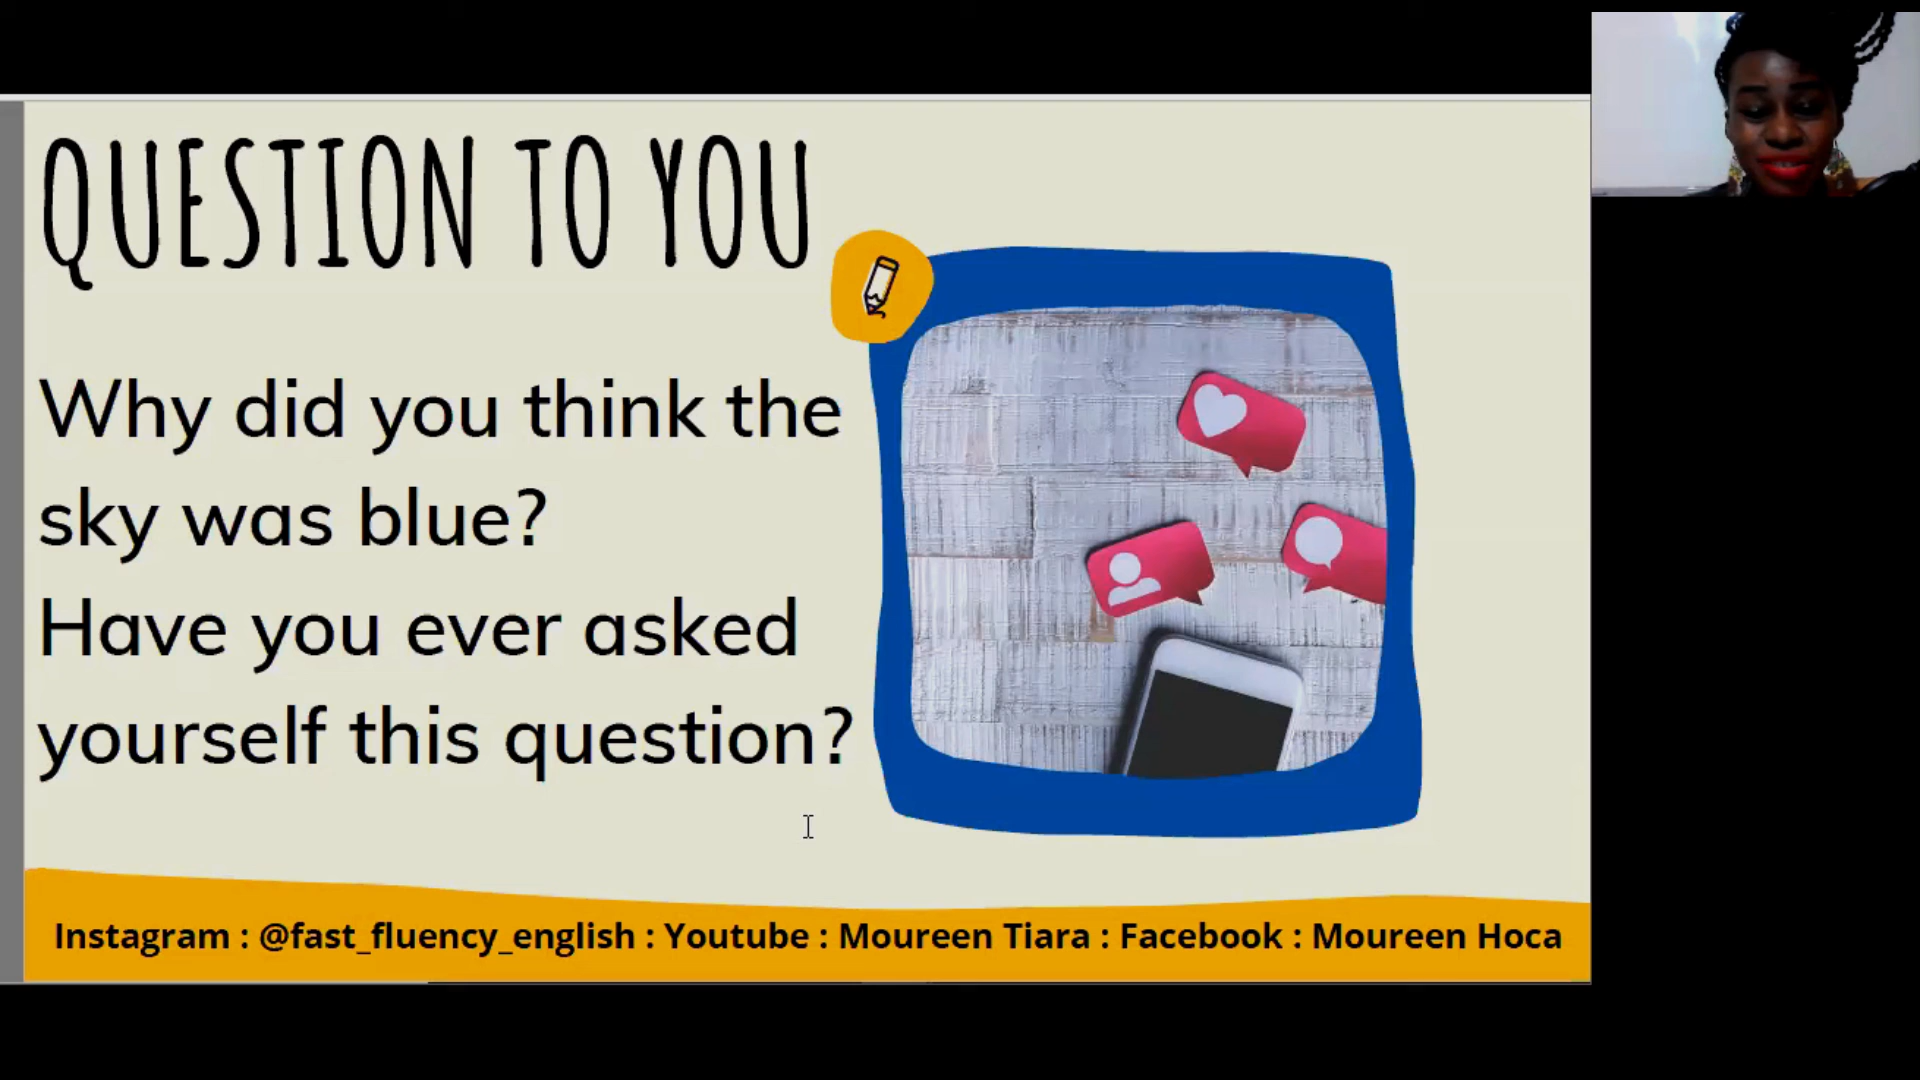 QUESTION TO YOU
Why did you think the
sky was blue?
Have you ever asked
yourself this question?
Instagram : @fast_fluency_english : Youtube : Moureen Tiara : Facebook : Moureen Hoca